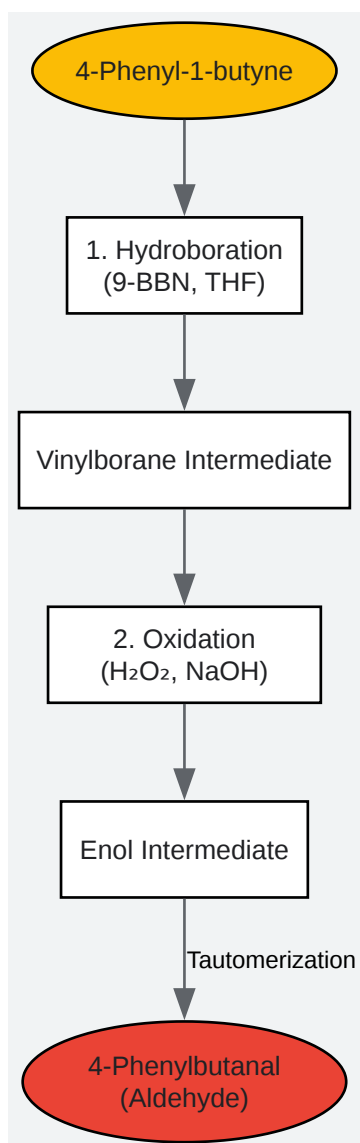 4-Phenyl-1-butyne
1. Hydroboration
(9-BBN, THF)
Vinylborane Intermediate
2. Oxidation
(H₂O₂, NaOH)
Enol Intermediate
Tautomerization
4-Phenylbutanal
(Aldehyde)